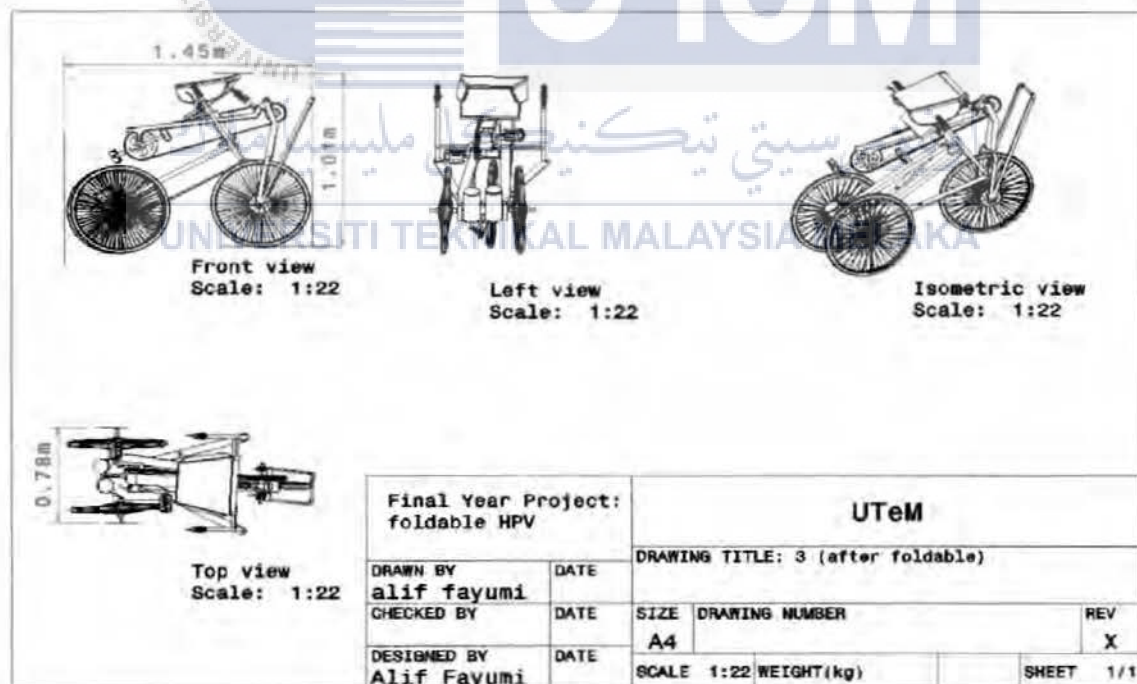 UTeM
1.45m
1.01m
اونيۏرسيتي تيكنيكل مليسيا ملاك
UNIVERSITI TEKNIKAL MALAYSIA MELAKA
Front view
Scale: 1:22
Left view
Scale: 1:22
Isometric view
Scale: 1:22
0.78m
Top view
Scale: 1:22
Final Year Project:
foldable HPV
UTeM
DRAWING TITLE: 3 (after foldable)
DRAWN BY
DATE
alif fayumi
CHECKED BY
DATE
SIZE
DRAWING NUMBER
REV
A4
X
DESIGNED BY
DATE
Alif Fayumi
SCALE 1:22
WEIGHT(kg)
SHEET 1/1